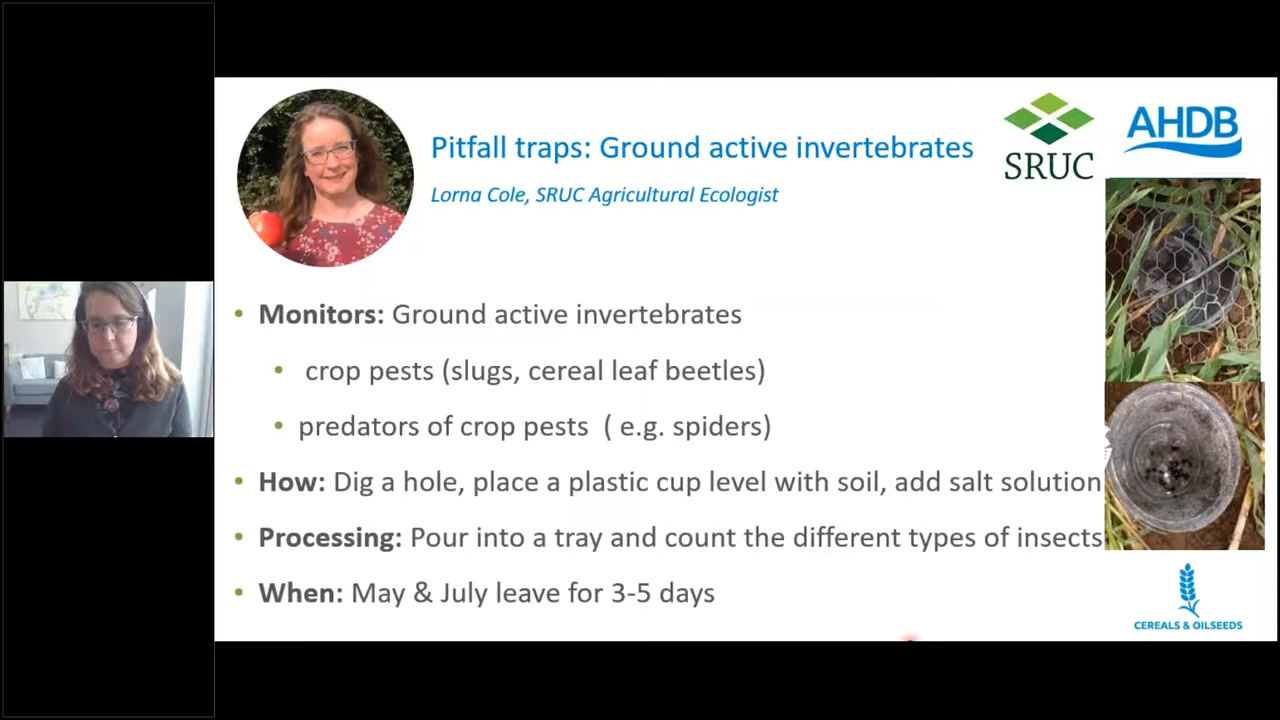 Pitfall traps: Ground active invertebrates
Lorna Cole, SRUC Agricultural Ecologist
SRUC
AHDB
• Monitors: Ground active invertebrates
• crop pests (slugs, cereal leaf beetles)
• predators of crop pests ( e.g. spiders)
• How: Dig a hole, place a plastic cup level with soil, add salt solution
• Processing: Pour into a tray and count the different types of insects
• When: May & July leave for 3-5 days
CEREALS & OILSEEDS